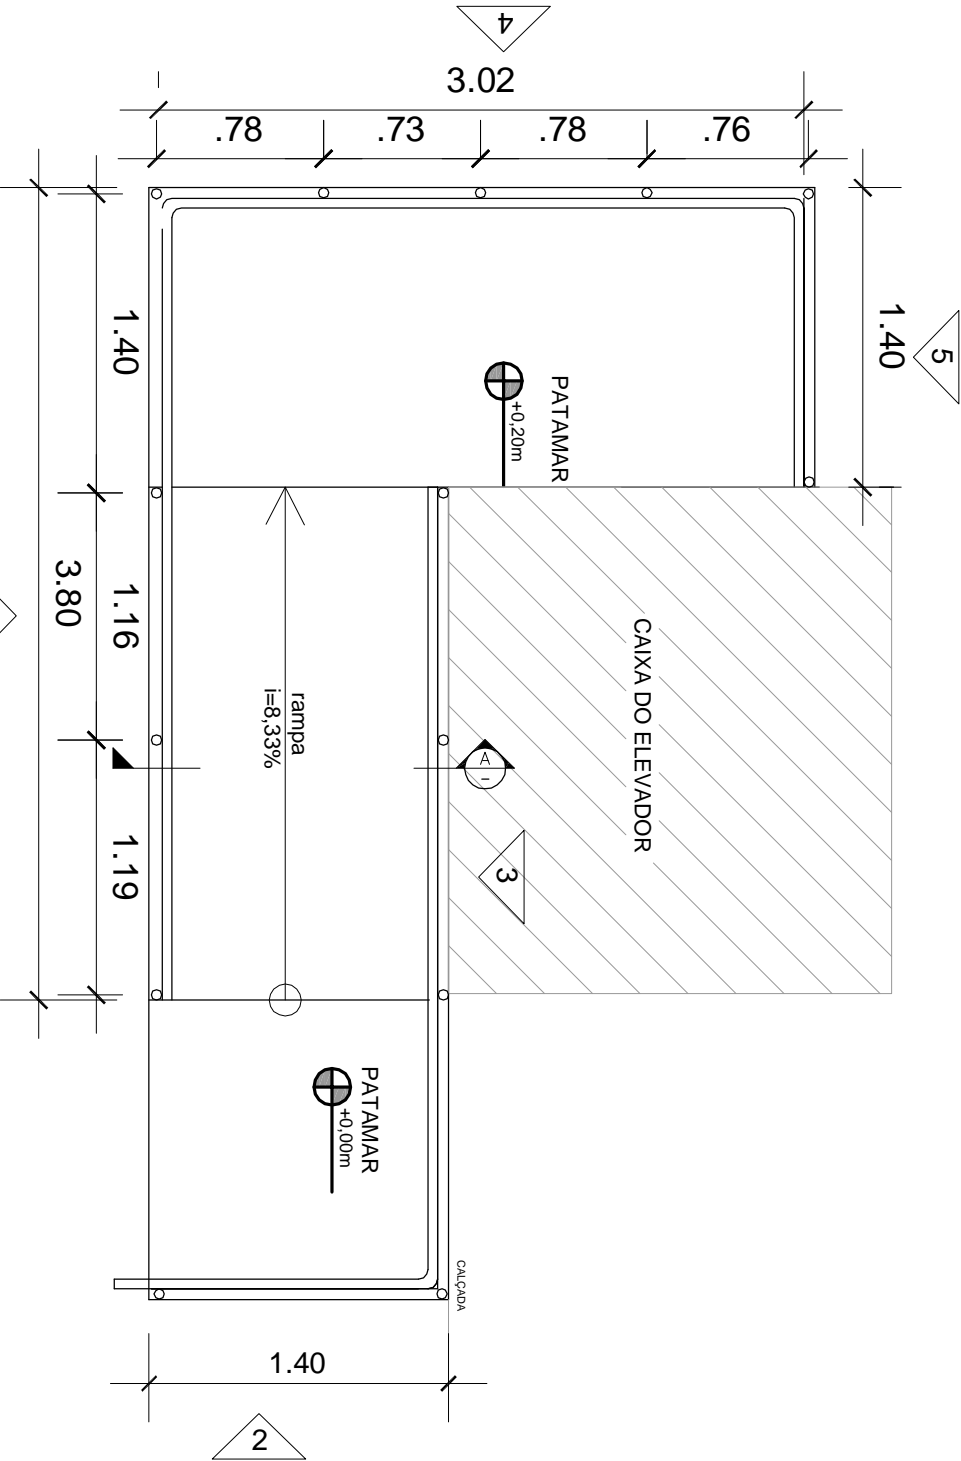 4
3.02
.78 .73 .78 .76
1.40
5
1.40
PATAMAR
+0,20m
1.16
3.80
1.19
rampa
i=8,33%
CAIXA DO ELEVADOR
A
-
3
PATAMAR
+0,00m
CALÇADA
1.40
2